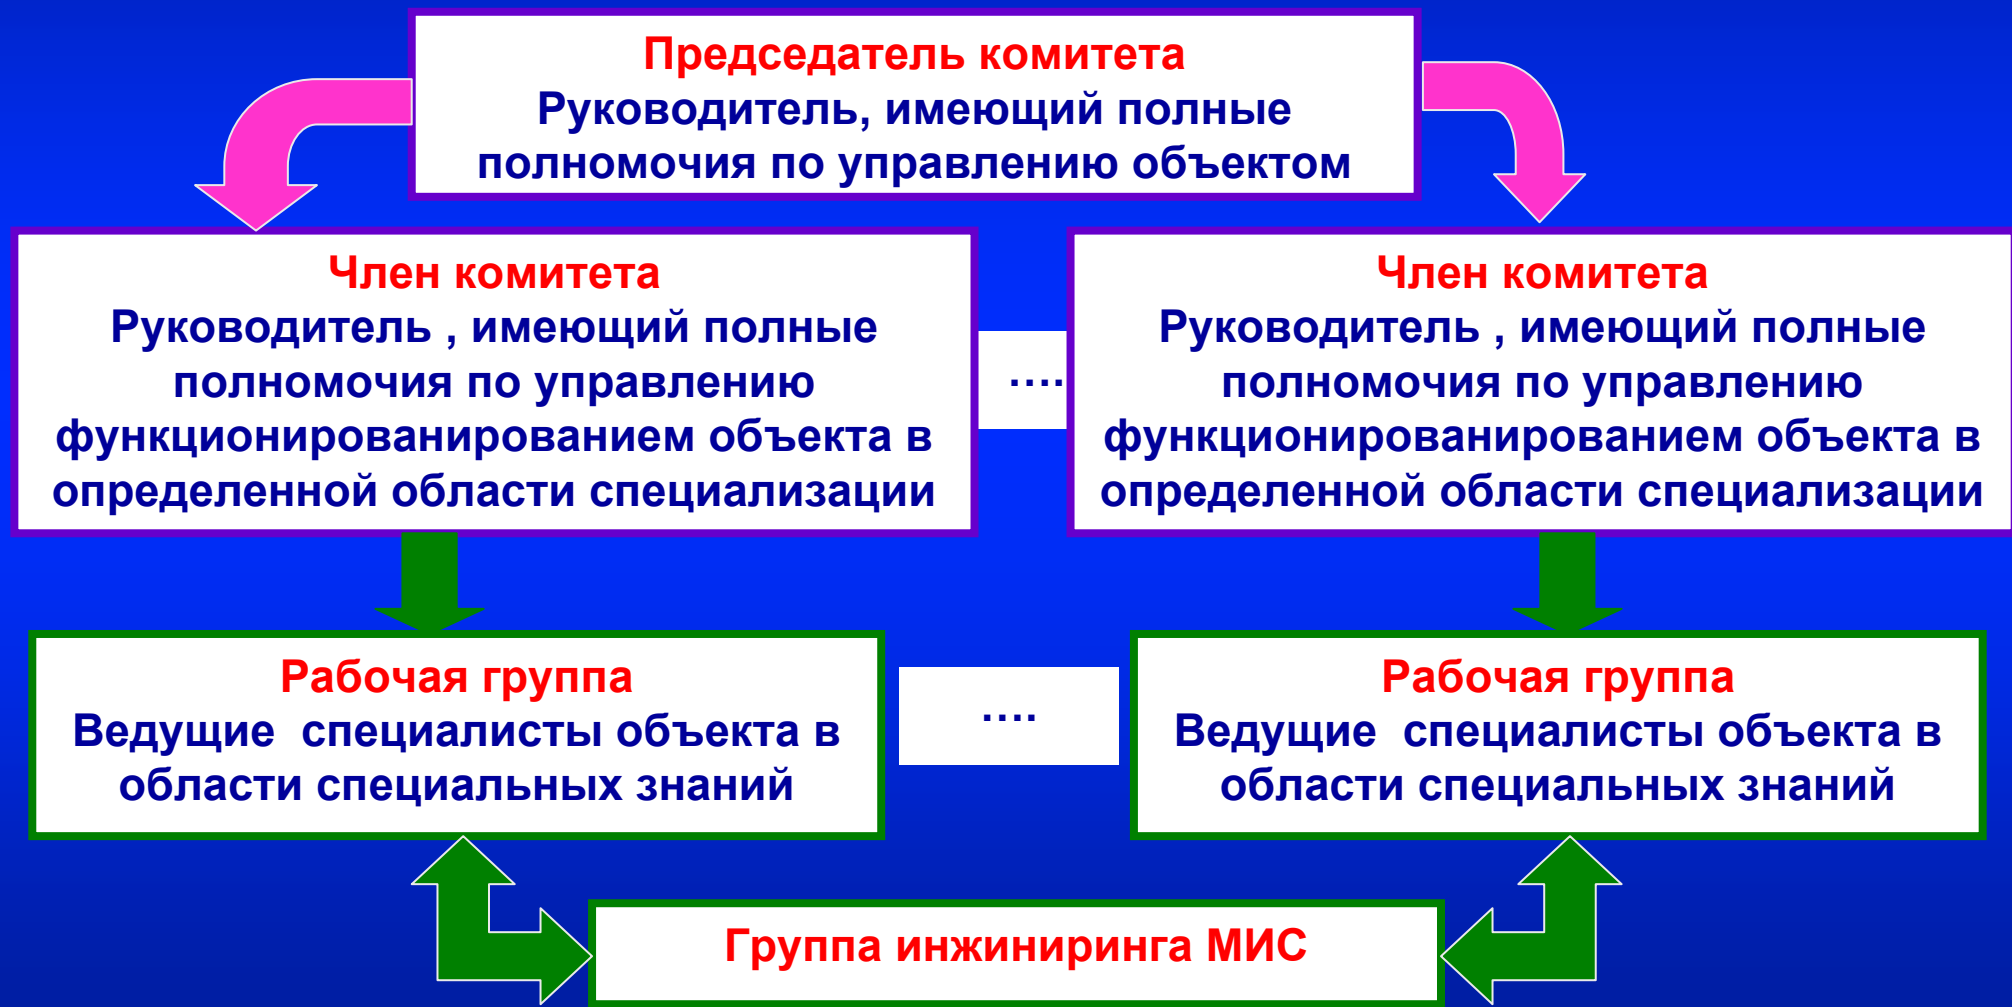 Председатель комитета
Руководитель, имеющий полные
полномочия по управлению объектом
Член комитета
Руководитель , имеющий полные
полномочия по управлению
функционированированием объекта в
определенной области специализации
....
Член комитета
Руководитель , имеющий полные
полномочия по управлению
функционированированием объекта в
определенной области специализации
Рабочая группа
Ведущие  специалисты объекта в
области специальных знаний
....
Рабочая группа
Ведущие  специалисты объекта в
области специальных знаний
Группа инжиниринга МИС